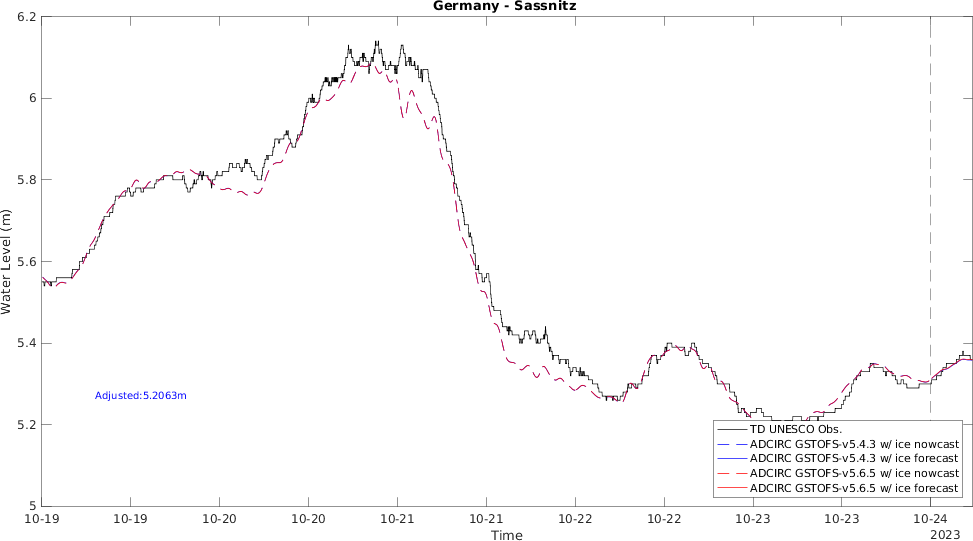 Germany - Sassnitz
6.2
6
5.8
5.6
5.4
5.2
5
Water Level (m)
Adjusted:5.2063m
TD UNESCO Obs.
ADCIRC GSTOFS-v5.4.3 w/ ice nowcast
ADCIRC GSTOFS-v5.4.3 w/ ice forecast
ADCIRC GSTOFS-v5.6.5 w/ ice nowcast
ADCIRC GSTOFS-v5.6.5 w/ ice forecast
10-19 10-19 10-20 10-20 10-21 10-21 10-22 10-22 10-23 10-23 10-24
Time
2023